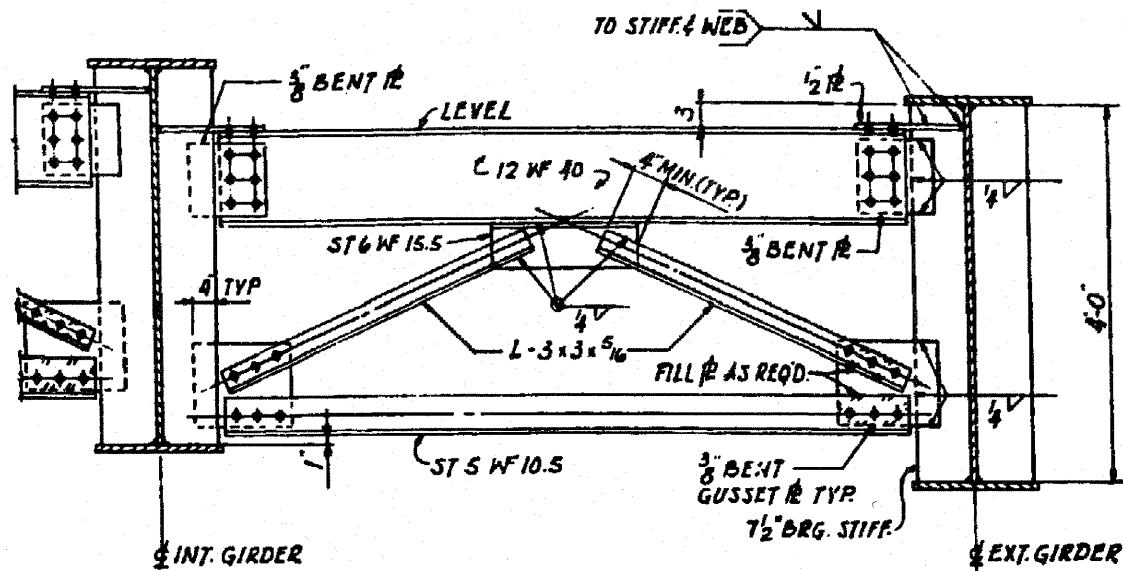 TO STIFF. & WEB
3/8" BENT PL
1/2" PL
LEVEL
3"
℄ 12 WF 40
4" MIN. (TYP.)
1/4
ST 6 WF 15.5
3/8" BENT PL
4" TYP
4'-0"
1/4
L-3 x 3 x 5/16
FILL PL AS REQ'D.
1/4
1"
ST 5 WF 10.5
3/8" BENT
GUSSET PL TYP.
7 1/2" BRG. STIFF.
℄ INT. GIRDER
℄ EXT. GIRDER